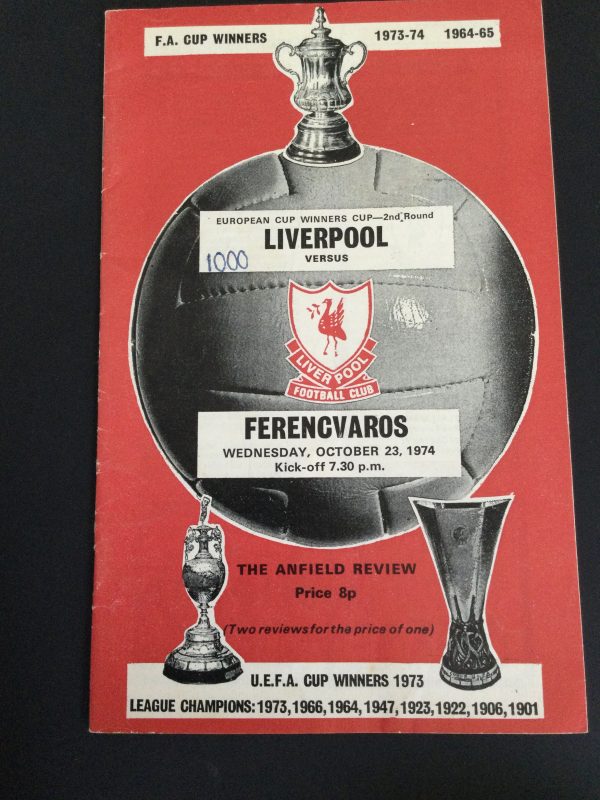 F.A. CUP WINNERS 1973-74 1964-65
EUROPEAN CUP WINNERS CUP—2nd Round
LIVERPOOL
VERSUS
1000
LIVERPOOL
FOOTBALL CLUB
FERENCVAROS
WEDNESDAY, OCTOBER 23, 1974
Kick-off 7.30 p.m.
THE ANFIELD REVIEW
Price 8p
(Two reviews for the price of one)
U.E.F.A. CUP WINNERS 1973
LEAGUE CHAMPIONS: 1973, 1966, 1964, 1947, 1923, 1922, 1906, 1901